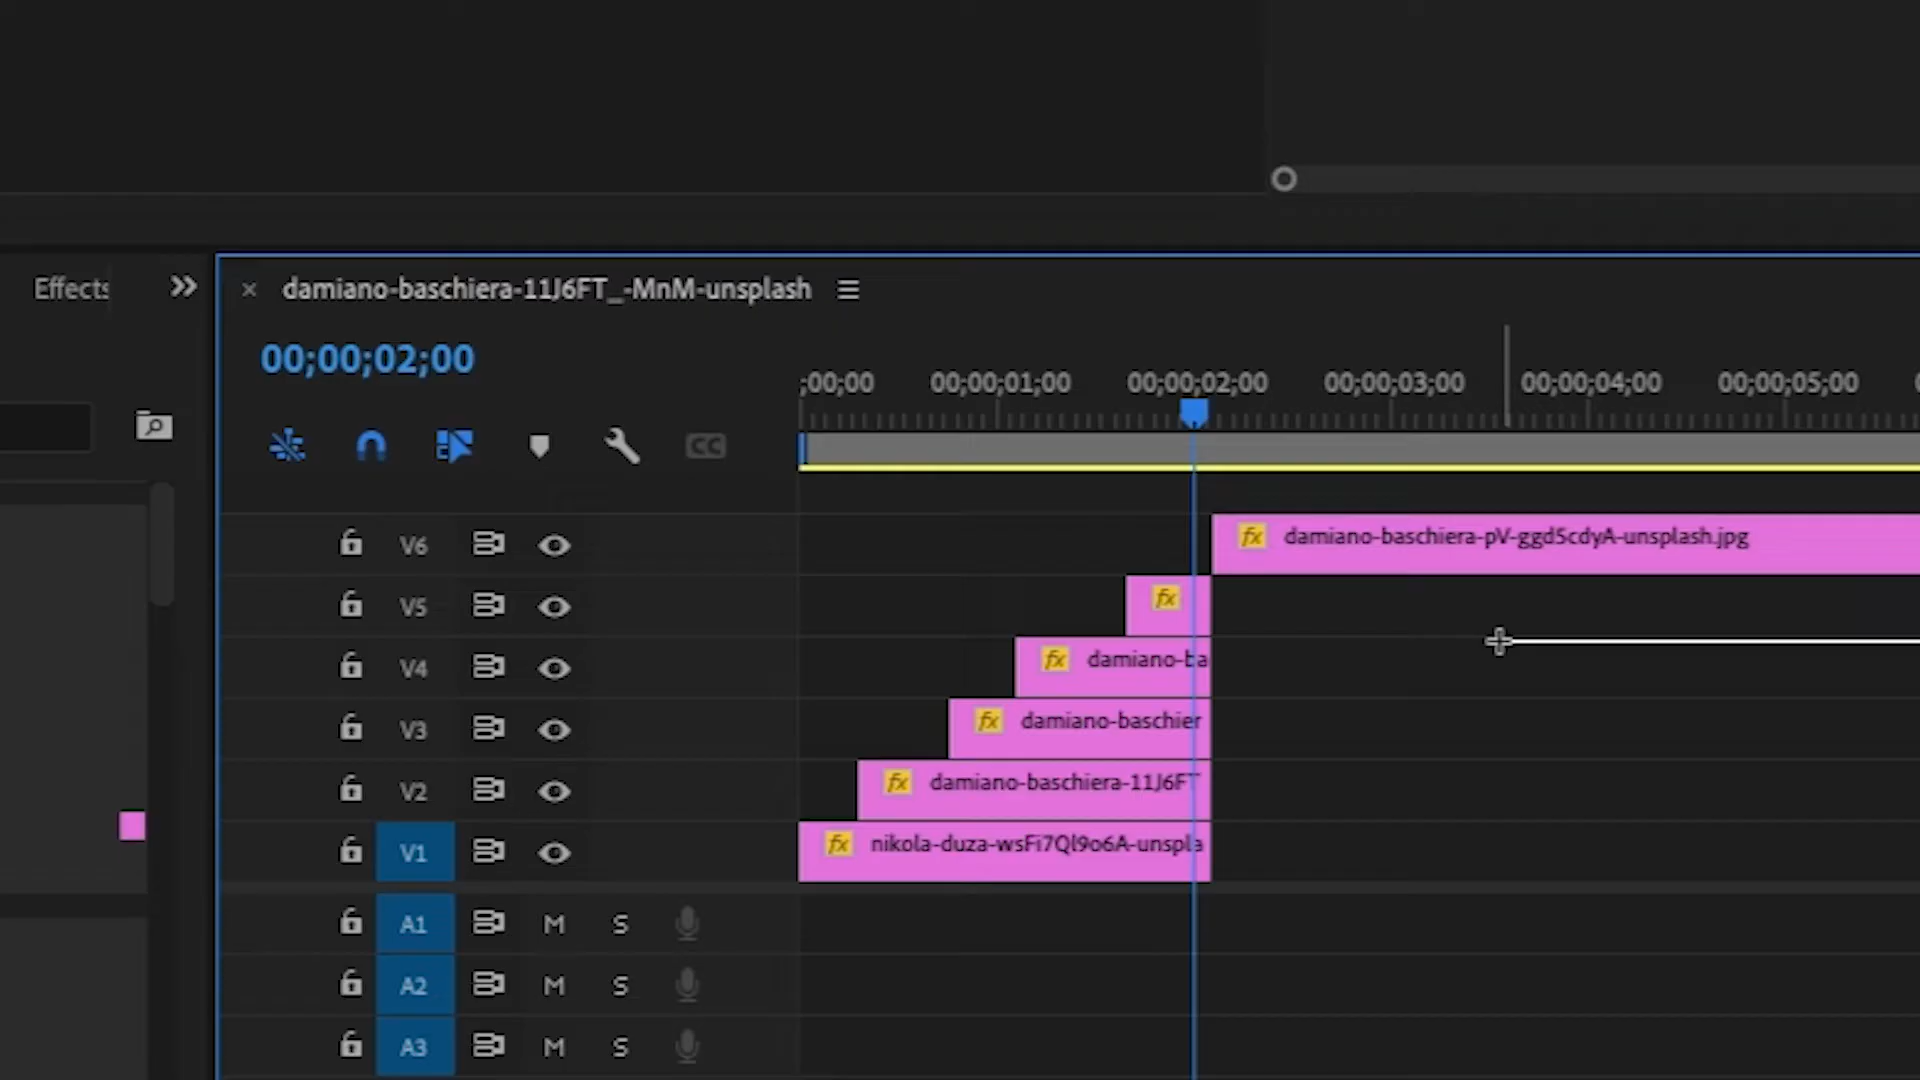 Effects
damiano-baschiera-11J6FT_-MnM-unsplash
00;00;02;00
;00;00 00;00;01;00 00;00;02;00 00;00;03;00 00;00;04;00 00;00;05;00
CC
V6 fx damiano-baschiera-pV-ggd5cdyA-unsplash.jpg
V5 fx
V4 fx damiano-ba
V3 fx damiano-baschier
V2 fx damiano-baschiera-11J6FT
V1 fx nikola-duza-wsFi7Ql9o6A-unspla
A1 M S
A2 M S
A3 M S